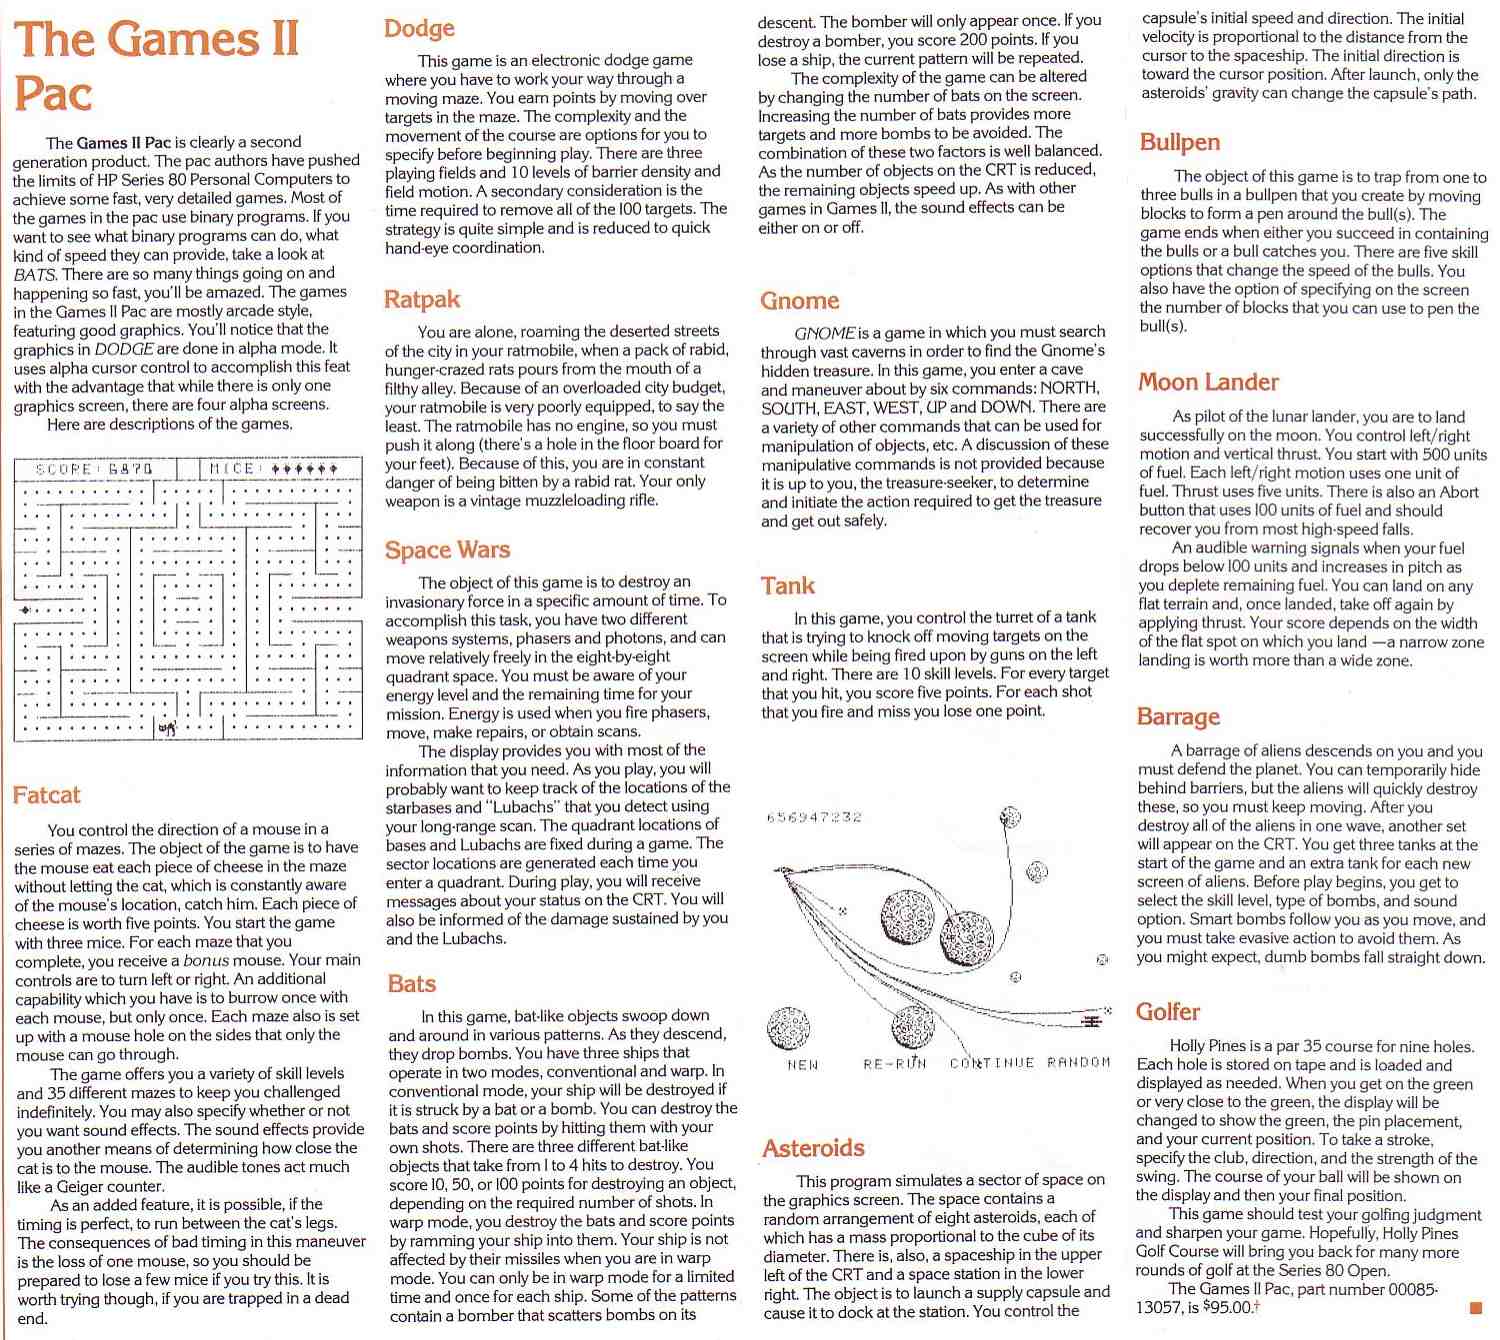 The Games II
Pac
The Games II Pac is clearly a second
generation product. The pac authors have pushed
the limits of HP Series 80 Personal Computers to
achieve some fast, very detailed games. Most of
the games in the pac use binary programs. If you
want to see what binary programs can do, what
kind of speed they can provide, take a look at
BATS. There are so many things going on and
happening so fast, you'll be amazed. The games
in the Games II Pac are mostly arcade style,
featuring good graphics. You'll notice that the
graphics in DODGE are done in alpha mode. It
uses alpha cursor control to accomplish this feat
with the advantage that while there is only one
graphics screen, there are four alpha screens.
Here are descriptions of the games.
SCORE: 6870 MICE:
Fatcat
You control the direction of a mouse in a
series of mazes. The object of the game is to have
the mouse eat each piece of cheese in the maze
without letting the cat, which is constantly aware
of the mouse's location, catch him. Each piece of
cheese is worth five points. You start the game
with three mice. For each maze that you
complete, you receive a bonus mouse. Your main
controls are to turn left or right. An additional
capability which you have is to burrow once with
each mouse, but only once. Each maze also is set
up with a mouse hole on the sides that only the
mouse can go through.
The game offers you a variety of skill levels
and 35 different mazes to keep you challenged
indefinitely. You may also specify whether or not
you want sound effects. The sound effects provide
you another means of determining how close the
cat is to the mouse. The audible tones act much
like a Geiger counter.
As an added feature, it is possible, if the
timing is perfect, to run between the cat's legs.
The consequences of bad timing in this maneuver
is the loss of one mouse, so you should be
prepared to lose a few mice if you try this. It is
worth trying though, if you are trapped in a dead
end.
Dodge
This game is an electronic dodge game
where you have to work your way through a
moving maze. You earn points by moving over
targets in the maze. The complexity and the
movement of the course are options for you to
specify before beginning play. There are three
playing fields and 10 levels of barrier density and
field motion. A secondary consideration is the
time required to remove all of the 100 targets. The
strategy is quite simple and is reduced to quick
hand-eye coordination.
Ratpak
You are alone, roaming the deserted streets
of the city in your ratmobile, when a pack of rabid,
hunger-crazed rats pours from the mouth of a
filthy alley. Because of an overloaded city budget,
your ratmobile is very poorly equipped, to say the
least. The ratmobile has no engine, so you must
push it along (there's a hole in the floor board for
your feet). Because of this, you are in constant
danger of being bitten by a rabid rat. Your only
weapon is a vintage muzzleloading rifle.
Space Wars
The object of this game is to destroy an
invasionary force in a specific amount of time. To
accomplish this task, you have two different
weapons systems, phasers and photons, and can
move relatively freely in the eight-by-eight
quadrant space. You must be aware of your
energy level and the remaining time for your
mission. Energy is used when you fire phasers,
move, make repairs, or obtain scans.
The display provides you with most of the
information that you need. As you play, you will
probably want to keep track of the locations of the
starbases and "Lubachs" that you detect using
your long-range scan. The quadrant locations of
bases and Lubachs are fixed during a game. The
sector locations are generated each time you
enter a quadrant. During play, you will receive
messages about your status on the CRT. You will
also be informed of the damage sustained by you
and the Lubachs.
Bats
In this game, bat-like objects swoop down
and around in various patterns. As they descend,
they drop bombs. You have three ships that
operate in two modes, conventional and warp. In
conventional mode, your ship will be destroyed if
it is struck by a bat or a bomb. You can destroy the
bats and score points by hitting them with your
own shots. There are three different bat-like
objects that take from 1 to 4 hits to destroy. You
score 10, 50, or 100 points for destroying an object,
depending on the required number of shots. In
warp mode, you destroy the bats and score points
by ramming your ship into them. Your ship is not
affected by their missiles when you are in warp
mode. You can only be in warp mode for a limited
time and once for each ship. Some of the patterns
contain a bomber that scatters bombs on its
descent. The bomber will only appear once. If you
destroy a bomber, you score 200 points. If you
lose a ship, the current pattern will be repeated.
The complexity of the game can be altered
by changing the number of bats on the screen.
Increasing the number of bats provides more
targets and more bombs to be avoided. The
combination of these two factors is well balanced.
As the number of objects on the CRT is reduced,
the remaining objects speed up. As with other
games in Games II, the sound effects can be
either on or off.
Gnome
GNOME is a game in which you must search
through vast caverns in order to find the Gnome's
hidden treasure. In this game, you enter a cave
and maneuver about by six commands: NORTH,
SOUTH, EAST, WEST, UP and DOWN. There are
a variety of other commands that can be used for
manipulation of objects, etc. A discussion of these
manipulative commands is not provided because
it is up to you, the treasure-seeker, to determine
and initiate the action required to get the treasure
and get out safely.
Tank
In this game, you control the turret of a tank
that is trying to knock off moving targets on the
screen while being fired upon by guns on the left
and right. There are 10 skill levels. For every target
that you hit, you score five points. For each shot
that you fire and miss you lose one point.
656947232
NEW RE-RUN CONTINUE RANDOM
Asteroids
This program simulates a sector of space on
the graphics screen. The space contains a
random arrangement of eight asteroids, each of
which has a mass proportional to the cube of its
diameter. There is, also, a spaceship in the upper
left of the CRT and a space station in the lower
right. The object is to launch a supply capsule and
cause it to dock at the station. You control the
capsule's initial speed and direction. The initial
velocity is proportional to the distance from the
cursor to the spaceship. The initial direction is
toward the cursor position. After launch, only the
asteroids' gravity can change the capsule's path.
Bullpen
The object of this game is to trap from one to
three bulls in a bullpen that you create by moving
blocks to form a pen around the bull(s). The
game ends when either you succeed in containing
the bulls or a bull catches you. There are five skill
options that change the speed of the bulls. You
also have the option of specifying on the screen
the number of blocks that you can use to pen the
bull(s).
Moon Lander
As pilot of the lunar lander, you are to land
successfully on the moon. You control left/right
motion and vertical thrust. You start with 500 units
of fuel. Each left/right motion uses one unit of
fuel. Thrust uses five units. There is also an Abort
button that uses 100 units of fuel and should
recover you from most high-speed falls.
An audible warning signals when your fuel
drops below 100 units and increases in pitch as
you deplete remaining fuel. You can land on any
flat terrain and, once landed, take off again by
applying thrust. Your score depends on the width
of the flat spot on which you land —a narrow zone
landing is worth more than a wide zone.
Barrage
A barrage of aliens descends on you and you
must defend the planet. You can temporarily hide
behind barriers, but the aliens will quickly destroy
these, so you must keep moving. After you
destroy all of the aliens in one wave, another set
will appear on the CRT. You get three tanks at the
start of the game and an extra tank for each new
screen of aliens. Before play begins, you get to
select the skill level, type of bombs, and sound
option. Smart bombs follow you as you move, and
you must take evasive action to avoid them. As
you might expect, dumb bombs fall straight down.
Golfer
Holly Pines is a par 35 course for nine holes.
Each hole is stored on tape and is loaded and
displayed as needed. When you get on the green
or very close to the green, the display will be
changed to show the green, the pin placement,
and your current position. To take a stroke,
specify the club, direction, and the strength of the
swing. The course of your ball will be shown on
the display and then your final position.
This game should test your golfing judgment
and sharpen your game. Hopefully, Holly Pines
Golf Course will bring you back for many more
rounds of golf at the Series 80 Open.
The Games II Pac, part number 00085-
13057, is $95.00.†